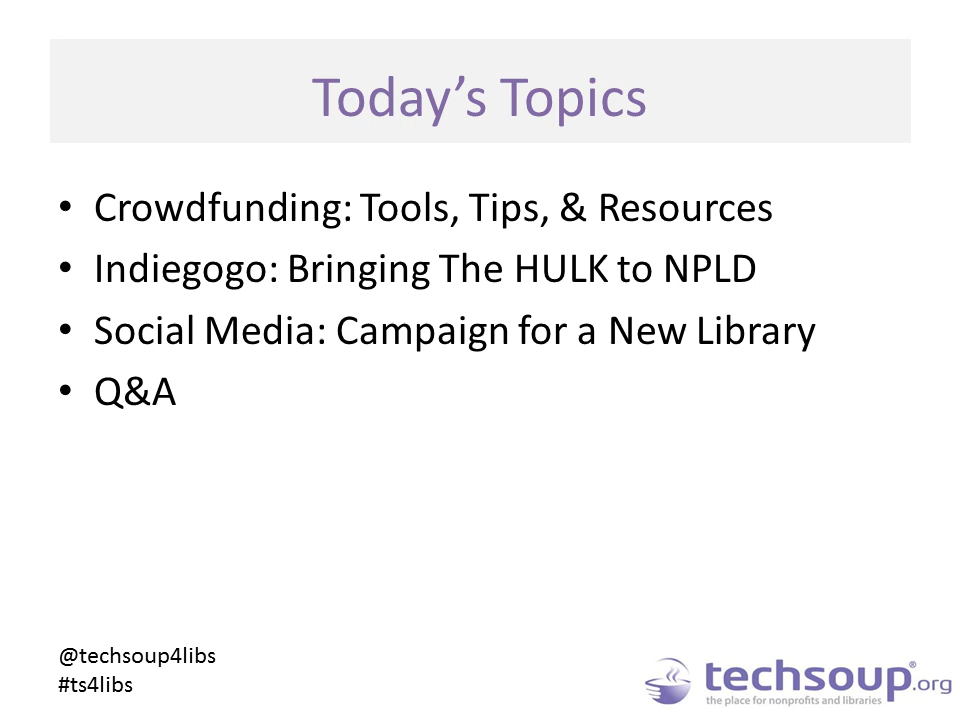 Today’s Topics
• Crowdfunding: Tools, Tips, & Resources
• Indiegogo: Bringing The HULK to NPLD
• Social Media: Campaign for a New Library
• Q&A
@techsoup4libs
#ts4libs
techsoup®.org
the place for nonprofits and libraries